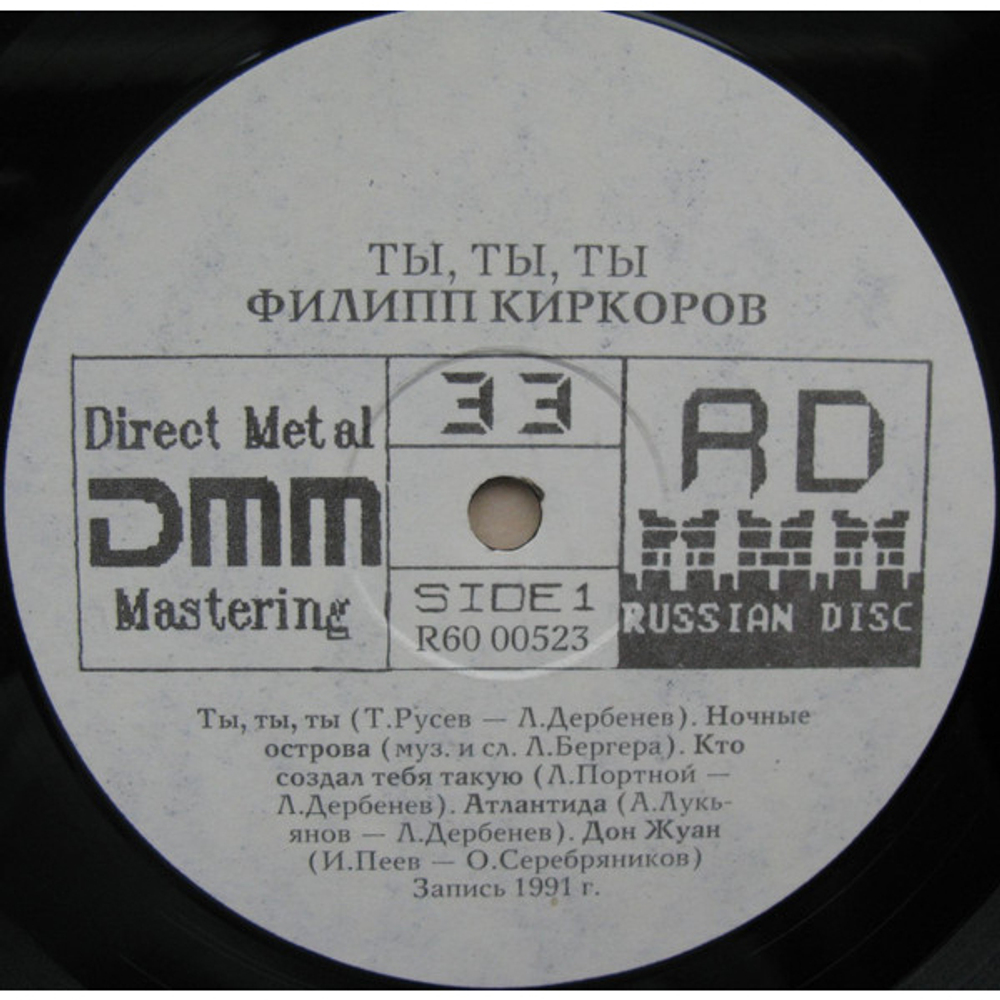 ТЫ, ТЫ, ТЫ
ФИЛИПП КИРКОРОВ
Direct Metal
DMM
Mastering
33
SIDE 1
R60 00523
RD
RUSSIAN DISC
Ты, ты, ты (Т.Русев — Л.Дербенев). Ночные
острова (муз. и сл. Л.Бергера). Кто
создал тебя такую (Л.Портной —
Л.Дербенев). Атлантида (А.Лукь-
янов — Л.Дербенев). Дон Жуан
(И.Пеев — О.Серебряников)
Запись 1991 г.